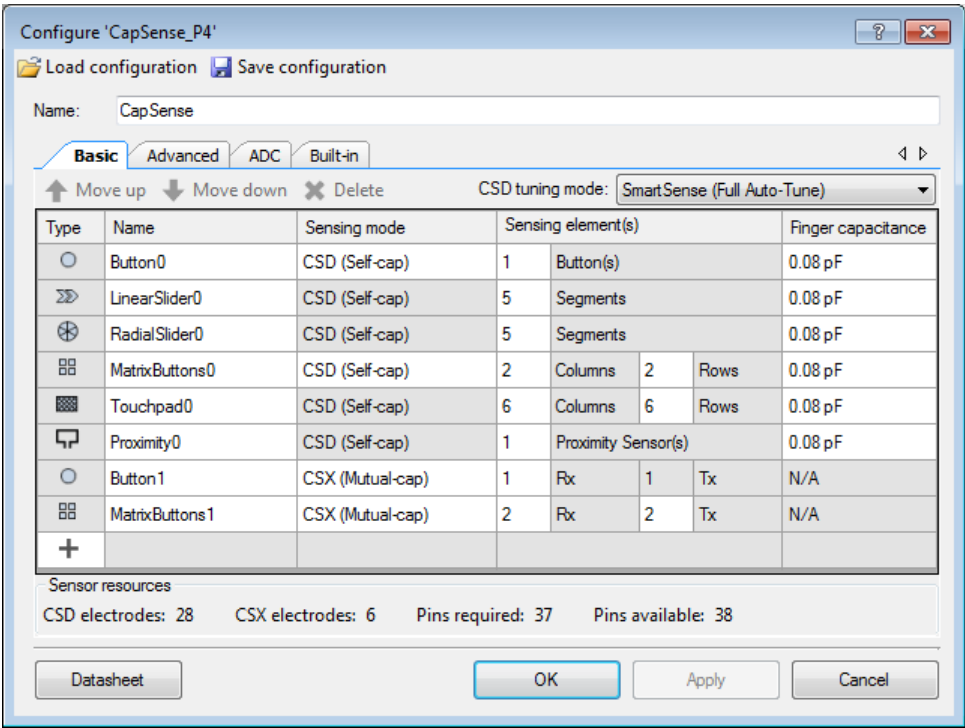 Configure 'CapSense_P4'
Load configuration Save configuration
Name: CapSense
Basic Advanced ADC Built-in
Move up Move down Delete CSD tuning mode: SmartSense (Full Auto-Tune)
Type Name Sensing mode Sensing element(s) Finger capacitance
Button0 CSD (Self-cap) 1 Button(s) 0.08 pF
LinearSlider0 CSD (Self-cap) 5 Segments 0.08 pF
RadialSlider0 CSD (Self-cap) 5 Segments 0.08 pF
MatrixButtons0 CSD (Self-cap) 2 Columns 2 Rows 0.08 pF
Touchpad0 CSD (Self-cap) 6 Columns 6 Rows 0.08 pF
Proximity0 CSD (Self-cap) 1 Proximity Sensor(s) 0.08 pF
Button1 CSX (Mutual-cap) 1 Rx 1 Tx N/A
MatrixButtons1 CSX (Mutual-cap) 2 Rx 2 Tx N/A
Sensor resources
CSD electrodes: 28 CSX electrodes: 6 Pins required: 37 Pins available: 38
Datasheet OK Apply Cancel